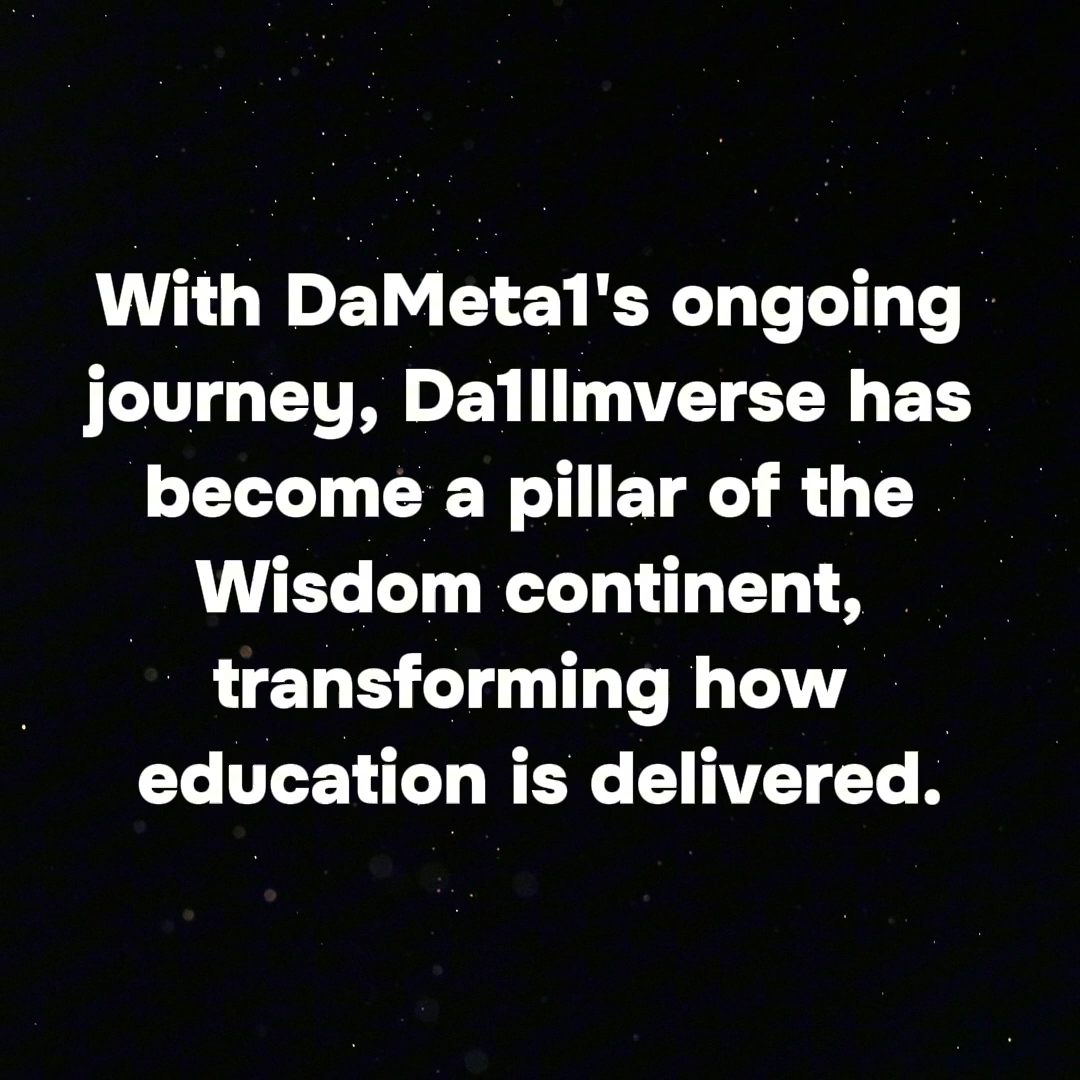 With DaMeta1's ongoing
journey, Da1llmverse has
become a pillar of the
Wisdom continent,
transforming how
education is delivered.